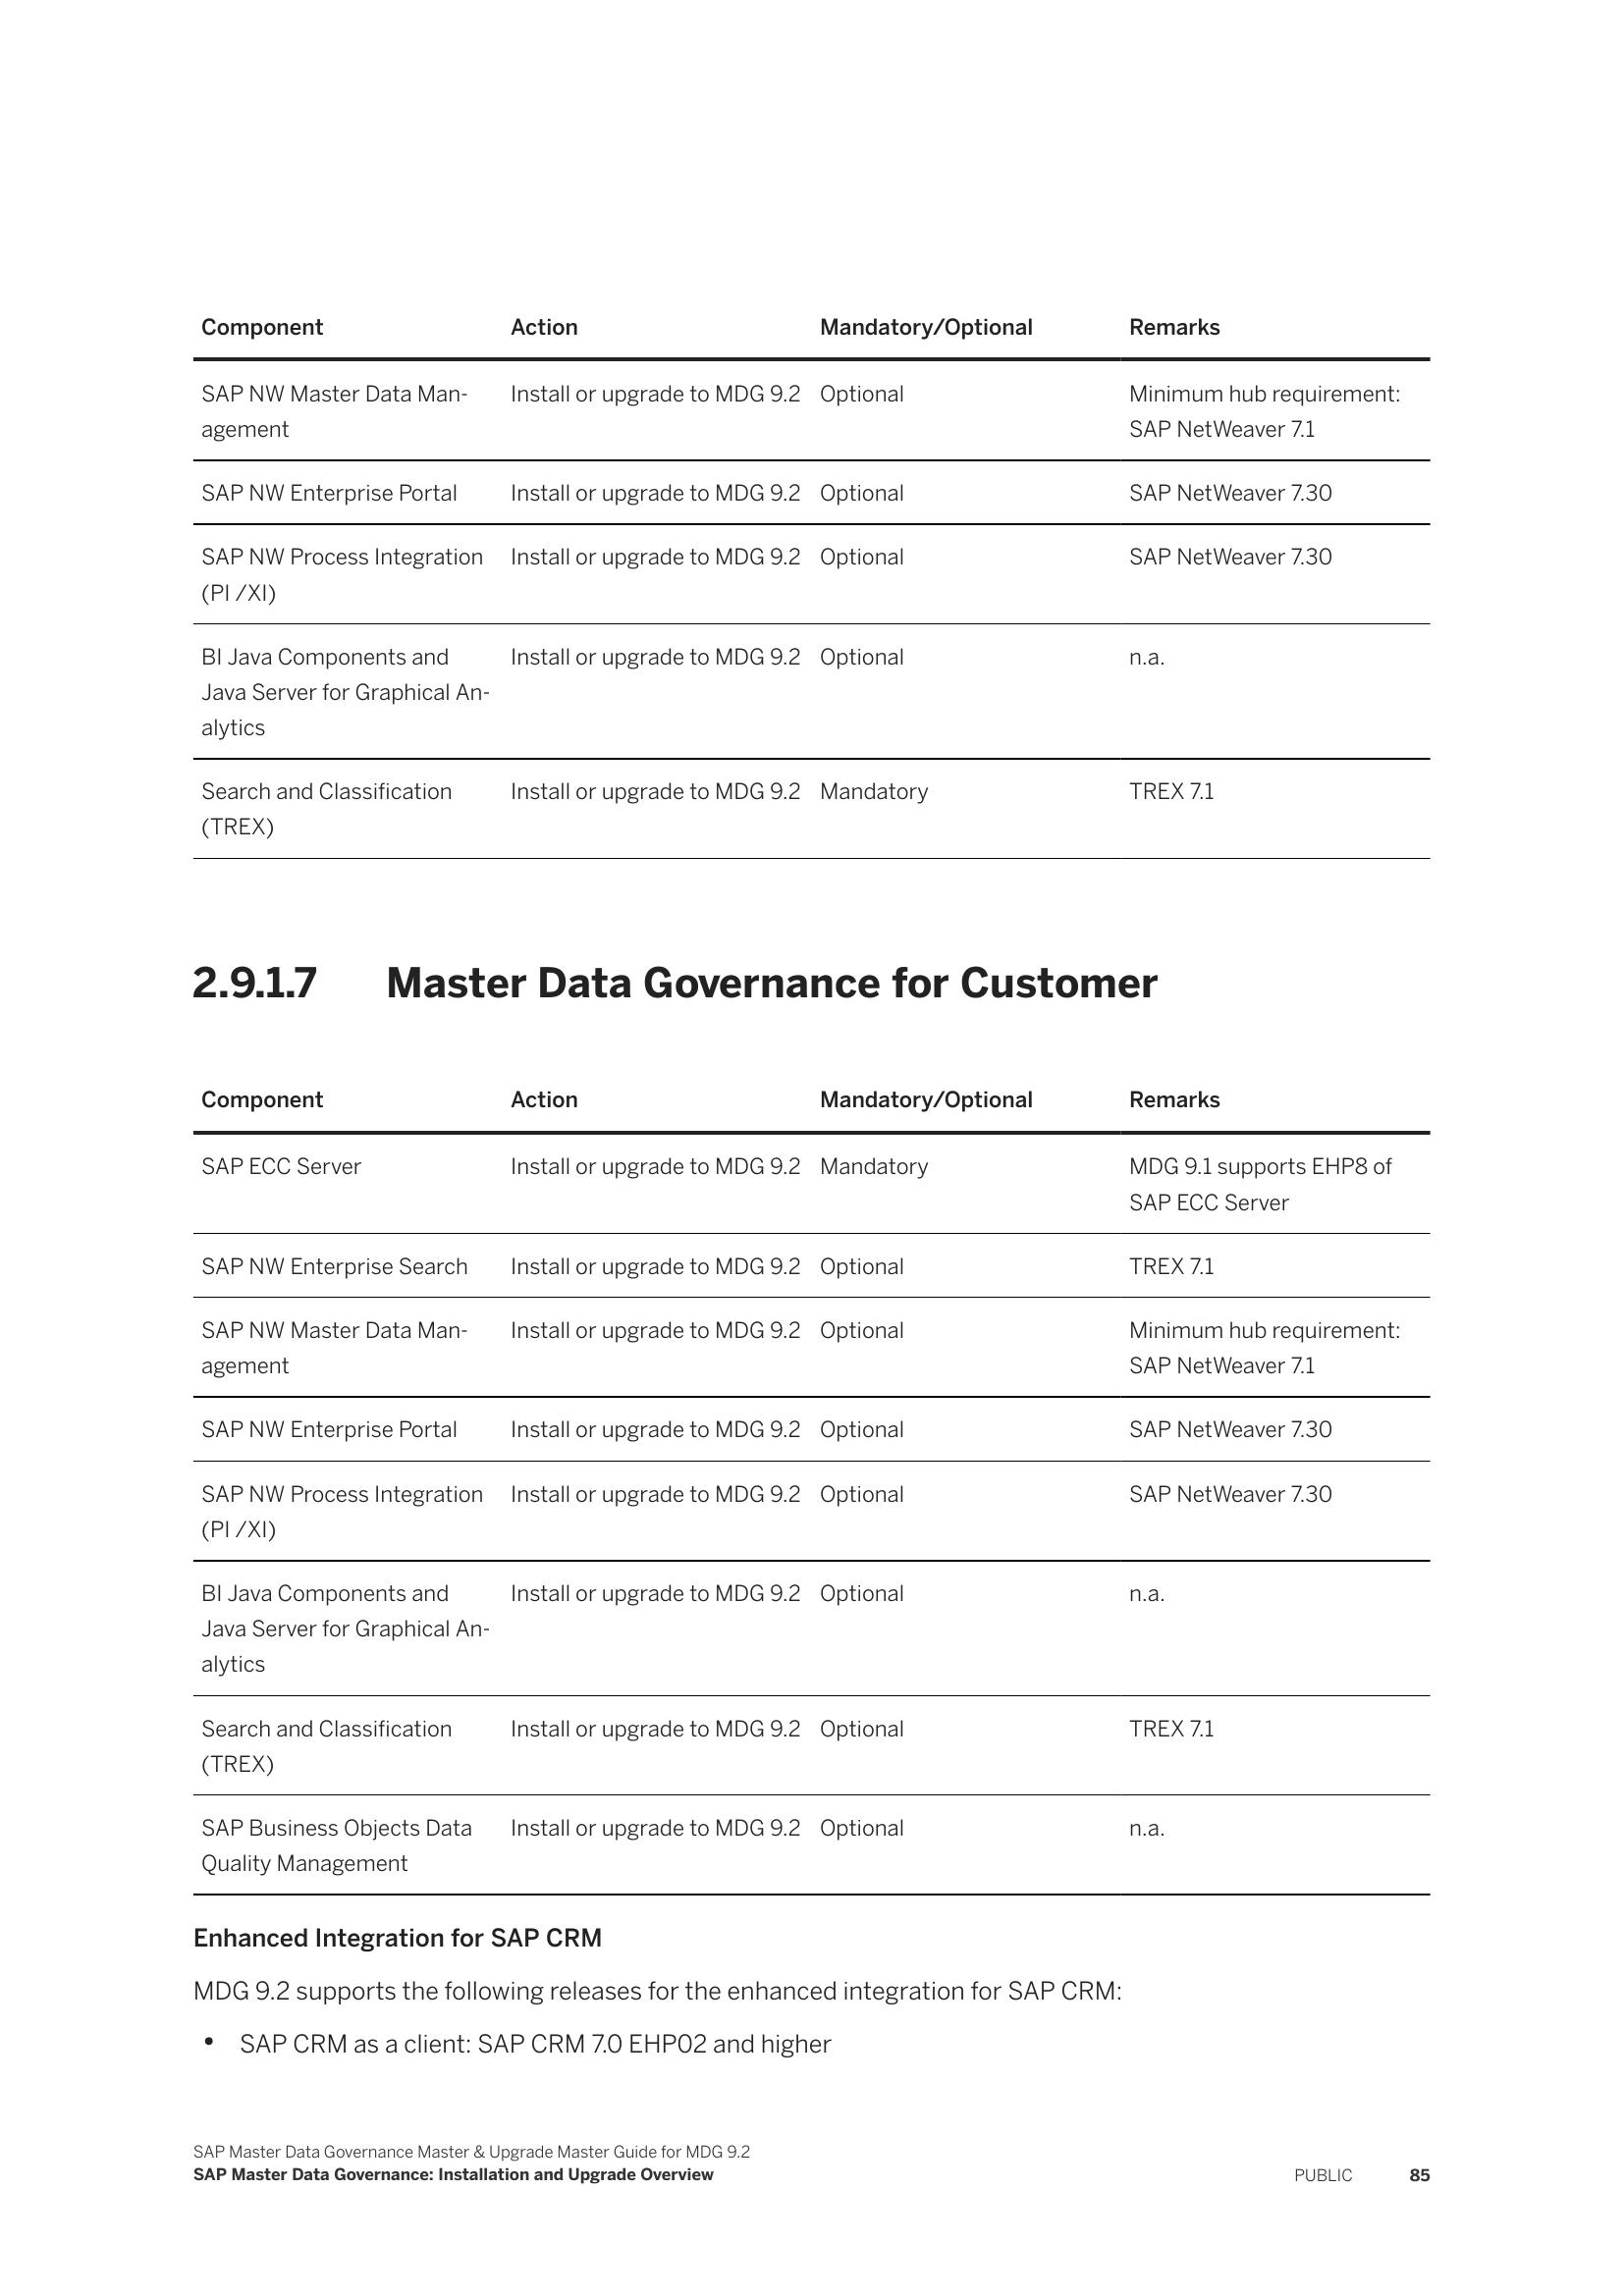 Component Action Mandatory/Optional Remarks
SAP NW Master Data Man- Install or upgrade to MDG 9.2 Optional Minimum hub requirement:
agement SAP NetWeaver 7.1
SAP NW Enterprise Portal Install or upgrade to MDG 9.2 Optional SAP NetWeaver 7.30
SAP NW Process Integration Install or upgrade to MDG 9.2 Optional SAP NetWeaver 7.30
(PI /XI)
BI Java Components and Install or upgrade to MDG 9.2 Optional n.a.
Java Server for Graphical An-
alytics
Search and Classification Install or upgrade to MDG 9.2 Mandatory TREX 7.1
(TREX)
2.9.1.7 Master Data Governance for Customer
Component Action Mandatory/Optional Remarks
SAP ECC Server Install or upgrade to MDG 9.2 Mandatory MDG 9.1 supports EHP8 of
SAP ECC Server
SAP NW Enterprise Search Install or upgrade to MDG 9.2 Optional TREX 7.1
SAP NW Master Data Man- Install or upgrade to MDG 9.2 Optional Minimum hub requirement:
agement SAP NetWeaver 7.1
SAP NW Enterprise Portal Install or upgrade to MDG 9.2 Optional SAP NetWeaver 7.30
SAP NW Process Integration Install or upgrade to MDG 9.2 Optional SAP NetWeaver 7.30
(PI /XI)
BI Java Components and Install or upgrade to MDG 9.2 Optional n.a.
Java Server for Graphical An-
alytics
Search and Classification Install or upgrade to MDG 9.2 Optional TREX 7.1
(TREX)
SAP Business Objects Data Install or upgrade to MDG 9.2 Optional n.a.
Quality Management
Enhanced Integration for SAP CRM
MDG 9.2 supports the following releases for the enhanced integration for SAP CRM:
• SAP CRM as a client: SAP CRM 7.0 EHP02 and higher
SAP Master Data Governance Master & Upgrade Master Guide for MDG 9.2
SAP Master Data Governance: Installation and Upgrade Overview PUBLIC 85